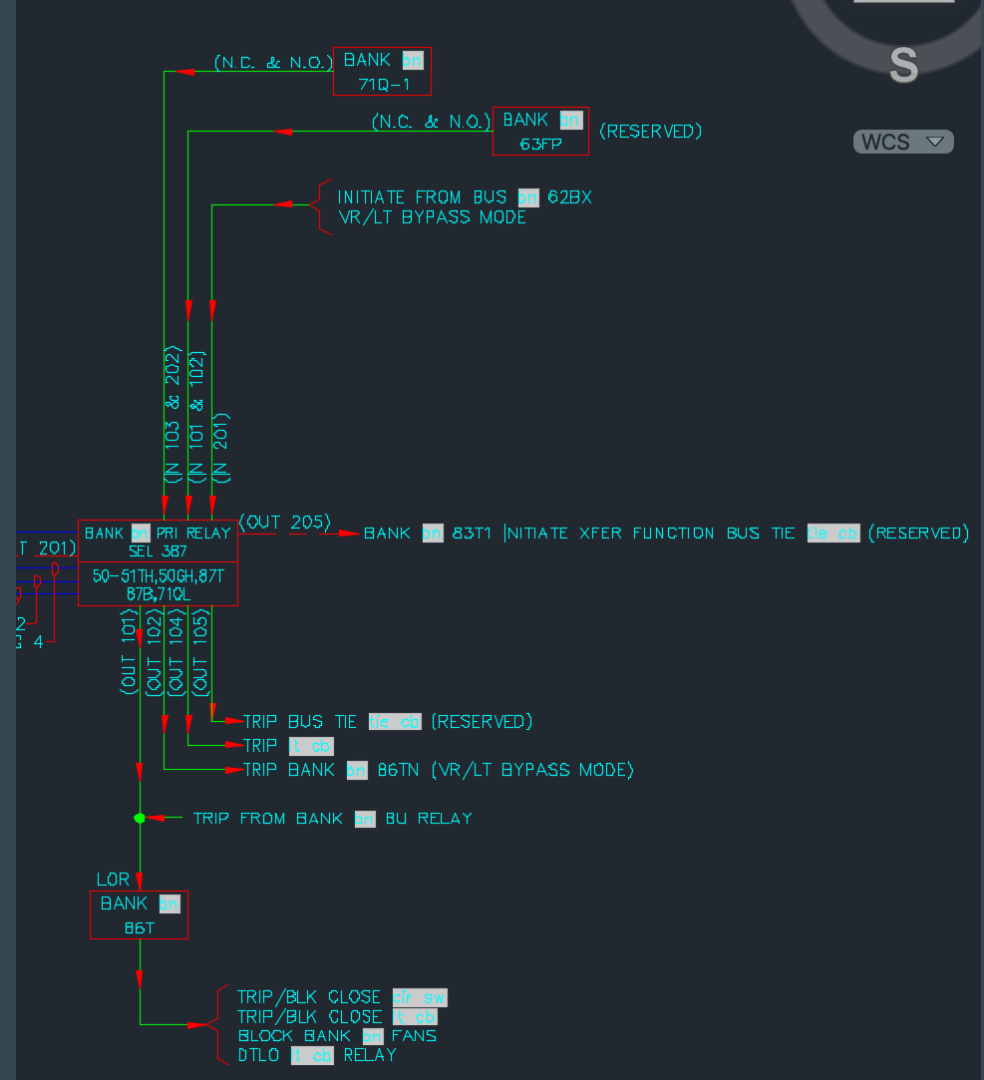 S
WCS
(N.C. & N.O.)
BANK bn
71Q-1
(N.C. & N.O.)
BANK bn
63FP
(RESERVED)
INITIATE FROM BUS bn 62BX
VR/LT BYPASS MODE
(IN 103 & 202)
(IN 101 & 102)
(IN 201)
T 201)
BANK bn PRI RELAY
SEL 387
50-51TH,50GH,87T
87B,71QL
(OUT 205)
BANK bn 83T1 INITIATE XFER FUNCTION BUS TIE tie cb (RESERVED)
2
G 4
(OUT 101)
(OUT 102)
(OUT 104)
(OUT 105)
TRIP BUS TIE tie cb (RESERVED)
TRIP t cb
TRIP BANK bn 86TN (VR/LT BYPASS MODE)
TRIP FROM BANK bn BU RELAY
LOR
BANK bn
86T
TRIP/BLK CLOSE cir sw
TRIP/BLK CLOSE t cb
BLOCK BANK bn FANS
DTLO t cb RELAY